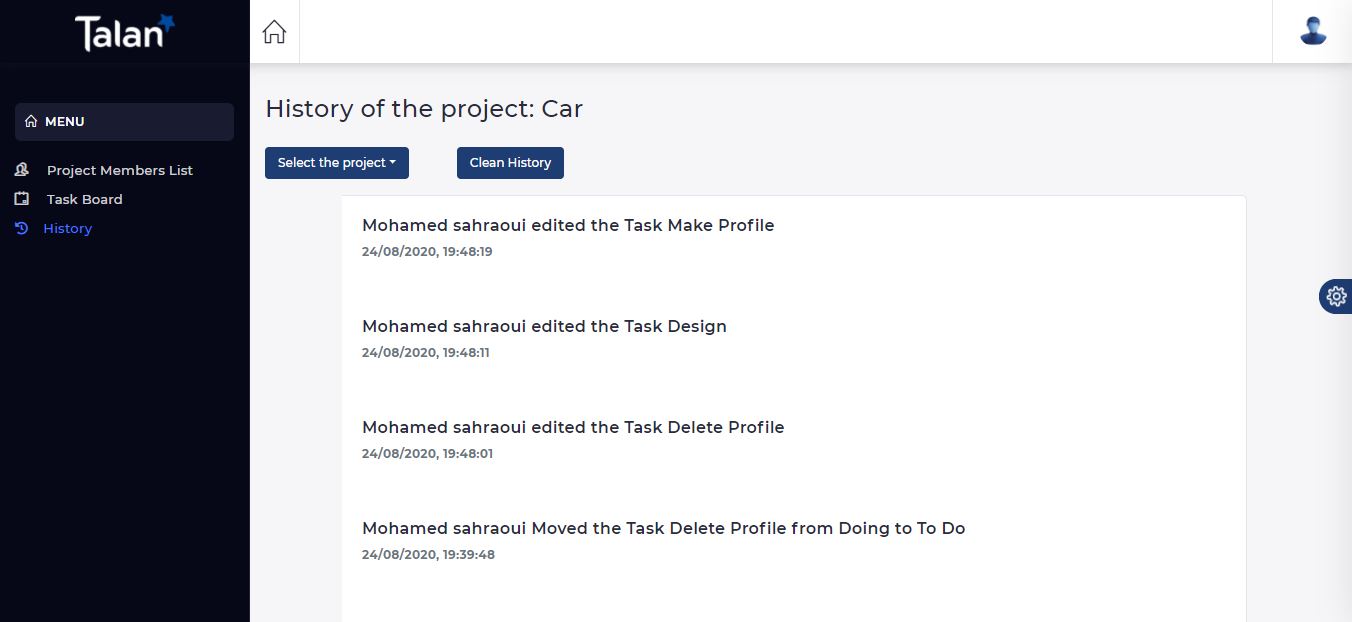 Talan
MENU
Project Members List
Task Board
History
History of the project: Car
Select the project
Clean History
Mohamed sahraoui edited the Task Make Profile
24/08/2020, 19:48:19
Mohamed sahraoui edited the Task Design
24/08/2020, 19:48:11
Mohamed sahraoui edited the Task Delete Profile
24/08/2020, 19:48:01
Mohamed sahraoui Moved the Task Delete Profile from Doing to To Do
24/08/2020, 19:39:48